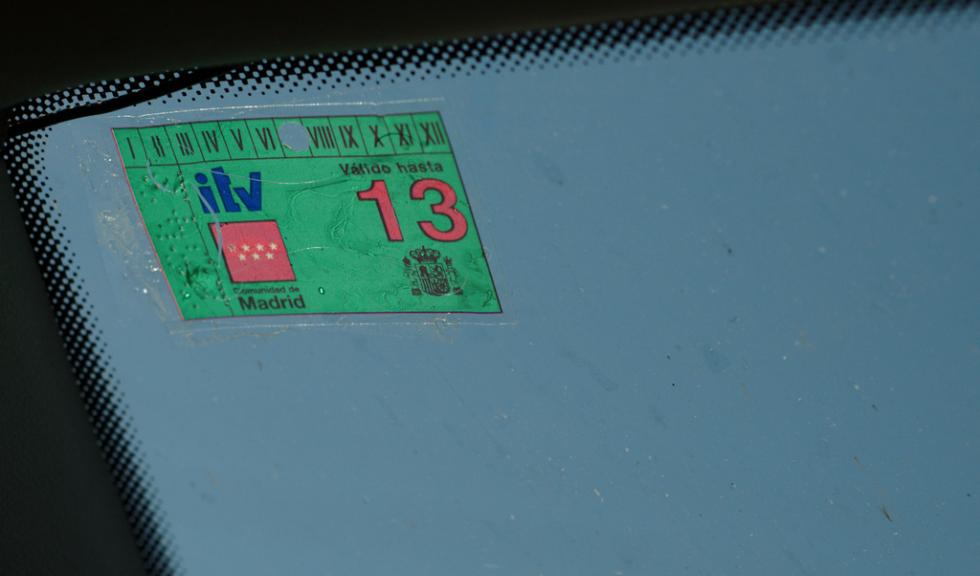 I II III IV V VI VIII IX X XI XII
itv
Válido hasta
13
Comunidad de
Madrid